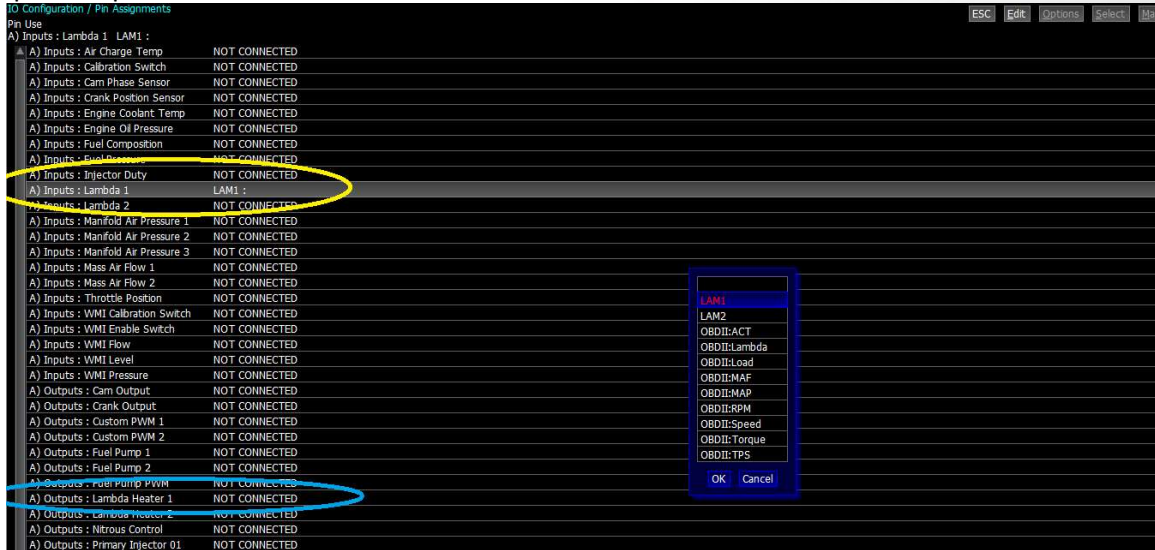 IO Configuration / Pin Assignments
ESC Edit Options Select Ma
Pin Use
A) Inputs : Lambda 1 LAM1 :
A) Inputs : Air Charge Temp NOT CONNECTED
A) Inputs : Calibration Switch NOT CONNECTED
A) Inputs : Cam Phase Sensor NOT CONNECTED
A) Inputs : Crank Position Sensor NOT CONNECTED
A) Inputs : Engine Coolant Temp NOT CONNECTED
A) Inputs : Engine Oil Pressure NOT CONNECTED
A) Inputs : Fuel Composition NOT CONNECTED
A) Inputs : Fuel Pressure NOT CONNECTED
A) Inputs : Injector Duty NOT CONNECTED
A) Inputs : Lambda 1 LAM1 :
A) Inputs : Lambda 2 NOT CONNECTED
A) Inputs : Manifold Air Pressure 1 NOT CONNECTED
A) Inputs : Manifold Air Pressure 2 NOT CONNECTED
A) Inputs : Manifold Air Pressure 3 NOT CONNECTED
A) Inputs : Mass Air Flow 1 NOT CONNECTED
A) Inputs : Mass Air Flow 2 NOT CONNECTED
A) Inputs : Throttle Position NOT CONNECTED
A) Inputs : WMI Calibration Switch NOT CONNECTED
A) Inputs : WMI Enable Switch NOT CONNECTED
A) Inputs : WMI Flow NOT CONNECTED
A) Inputs : WMI Level NOT CONNECTED
A) Inputs : WMI Pressure NOT CONNECTED
A) Outputs : Cam Output NOT CONNECTED
A) Outputs : Crank Output NOT CONNECTED
A) Outputs : Custom PWM 1 NOT CONNECTED
A) Outputs : Custom PWM 2 NOT CONNECTED
A) Outputs : Fuel Pump 1 NOT CONNECTED
A) Outputs : Fuel Pump 2 NOT CONNECTED
A) Outputs : Fuel Pump PWM NOT CONNECTED
A) Outputs : Lambda Heater 1 NOT CONNECTED
A) Outputs : Lambda Heater 2 NOT CONNECTED
A) Outputs : Nitrous Control NOT CONNECTED
A) Outputs : Primary Injector 01 NOT CONNECTED
LAM1
LAM2
OBDII:ACT
OBDII:Lambda
OBDII:Load
OBDII:MAF
OBDII:MAP
OBDII:RPM
OBDII:Speed
OBDII:Torque
OBDII:TPS
OK Cancel